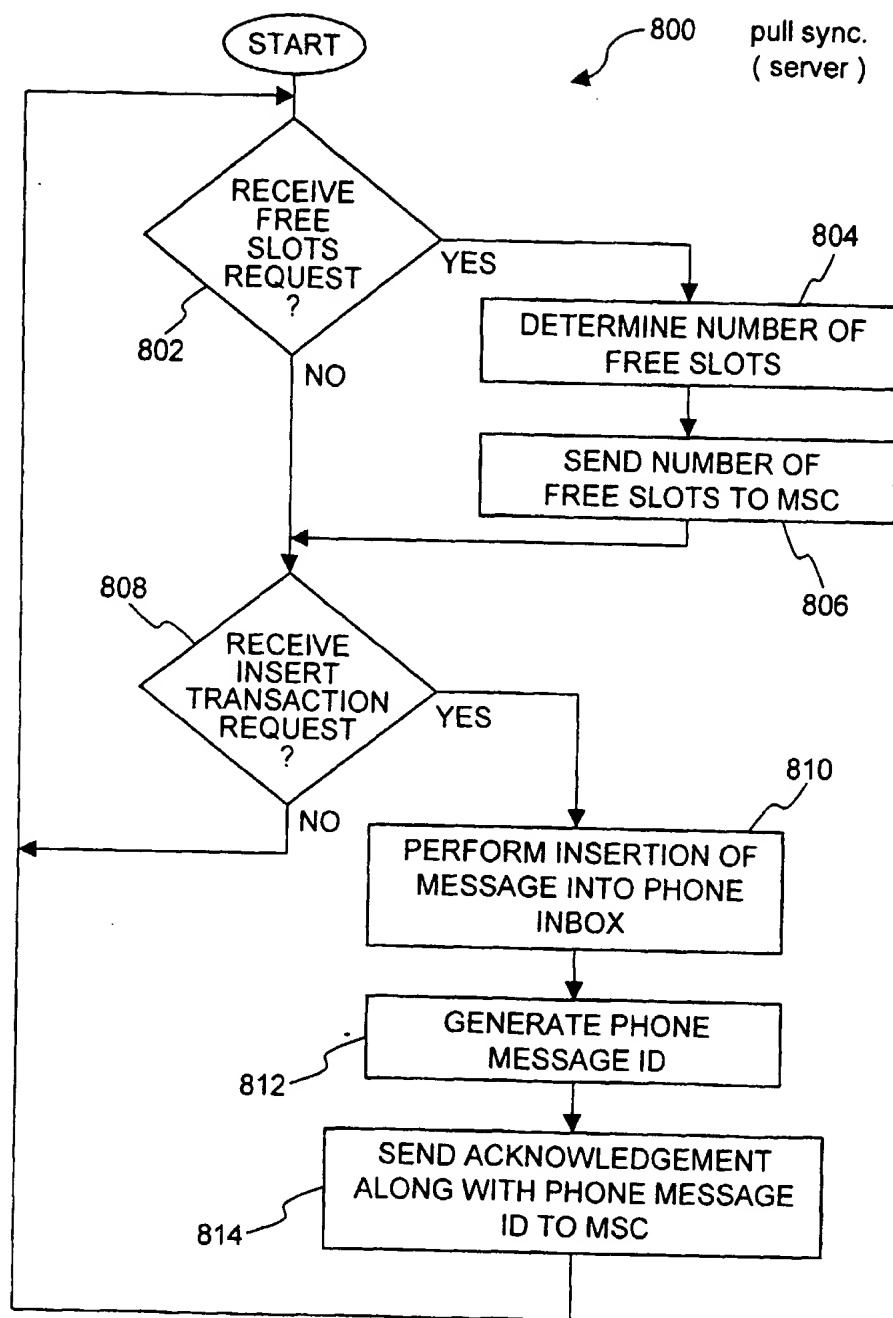 START
800 pull sync.
( server )
RECEIVE
FREE
SLOTS
REQUEST
?
802
YES
NO
804
DETERMINE NUMBER OF
FREE SLOTS
SEND NUMBER OF
FREE SLOTS TO MSC
806
808
RECEIVE
INSERT
TRANSACTION
REQUEST
?
YES
NO
810
PERFORM INSERTION OF
MESSAGE INTO PHONE
INBOX
GENERATE PHONE
MESSAGE ID
812
SEND ACKNOWLEDGEMENT
ALONG WITH PHONE MESSAGE
ID TO MSC
814